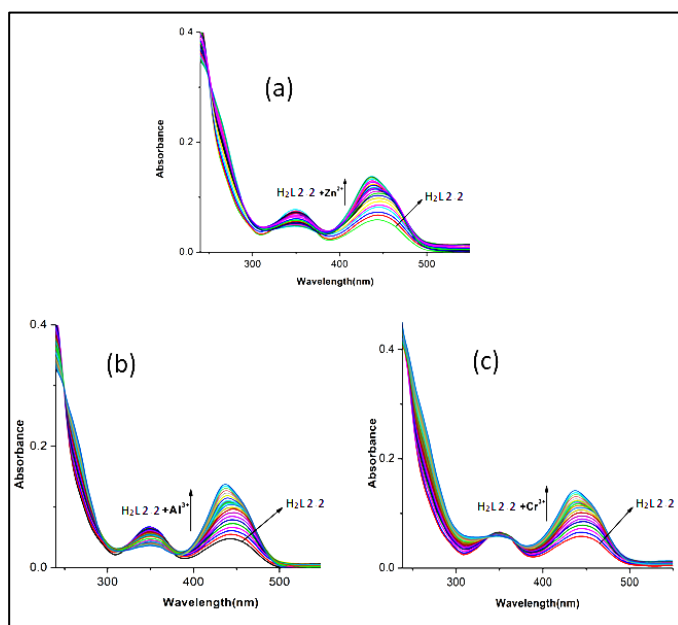 0.4
(a)
Absorbance
0.2
H₂L2 2 +Zn²⁺
H₂L2 2
0.0
300 400 500
Wavelength(nm)
0.4
(b)
Absorbance
0.2
H₂L2 2 +Al³⁺
H₂L2 2
0.0
300 400 500
Wavelength(nm)
0.4
(c)
Absorbance
0.2
H₂L2 2 +Cr³⁺
H₂L2 2
0.0
300 400 500
Wavelength(nm)